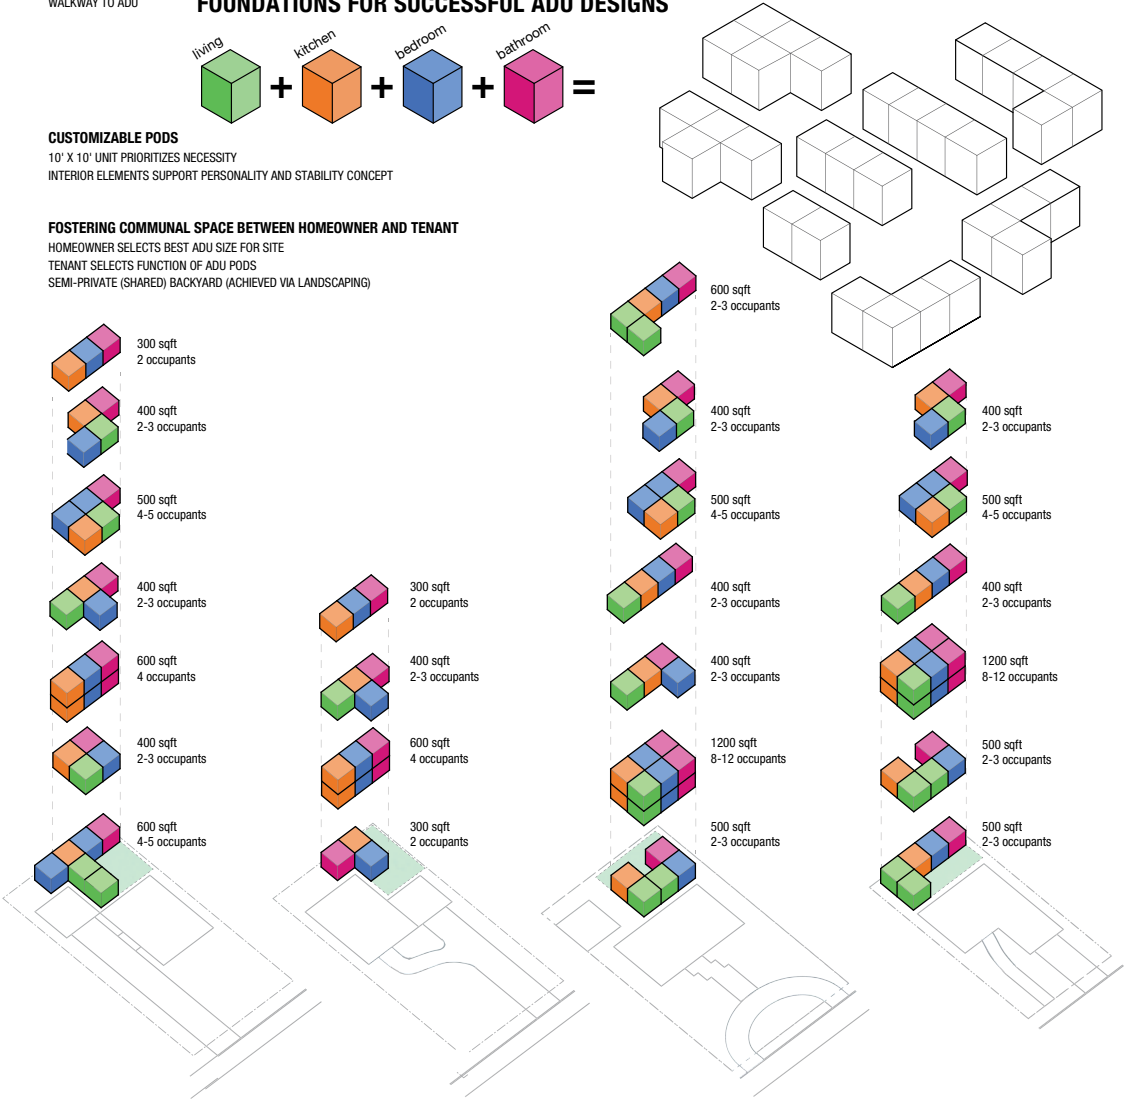 WALKWAY TO ADU
FOUNDATIONS FOR SUCCESSFUL ADU DESIGNS
living
kitchen
bedroom
bathroom
+
+
+
=
CUSTOMIZABLE PODS
10' X 10' UNIT PRIORITIZES NECESSITY
INTERIOR ELEMENTS SUPPORT PERSONALITY AND STABILITY CONCEPT
FOSTERING COMMUNAL SPACE BETWEEN HOMEOWNER AND TENANT
HOMEOWNER SELECTS BEST ADU SIZE FOR SITE
TENANT SELECTS FUNCTION OF ADU PODS
SEMI-PRIVATE (SHARED) BACKYARD (ACHIEVED VIA LANDSCAPING)
300 sqft
2 occupants
400 sqft
2-3 occupants
500 sqft
4-5 occupants
400 sqft
2-3 occupants
600 sqft
4 occupants
400 sqft
2-3 occupants
600 sqft
4-5 occupants
300 sqft
2 occupants
400 sqft
2-3 occupants
600 sqft
4 occupants
300 sqft
2 occupants
600 sqft
2-3 occupants
400 sqft
2-3 occupants
500 sqft
4-5 occupants
400 sqft
2-3 occupants
400 sqft
2-3 occupants
1200 sqft
8-12 occupants
500 sqft
2-3 occupants
400 sqft
2-3 occupants
500 sqft
4-5 occupants
400 sqft
2-3 occupants
1200 sqft
8-12 occupants
500 sqft
2-3 occupants
500 sqft
2-3 occupants